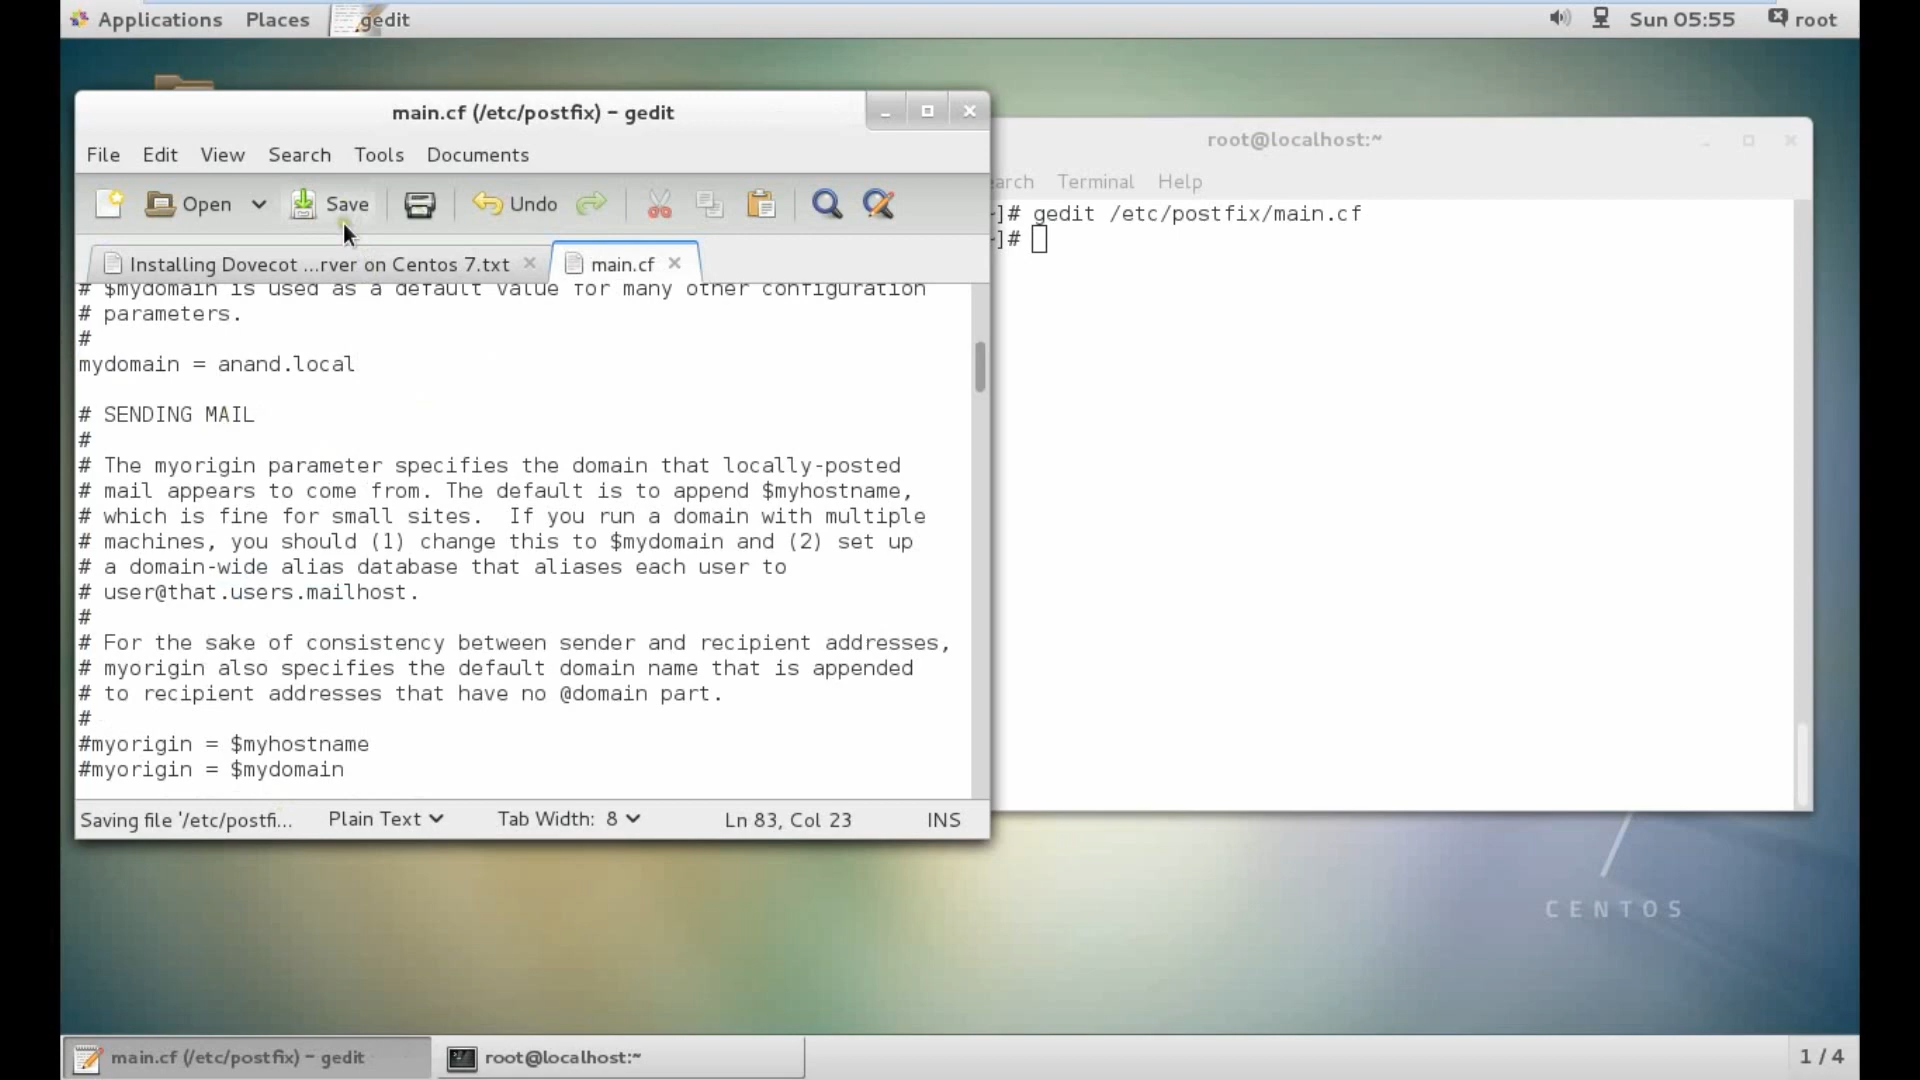 Applications Places gedit Sun 05:55 root
main.cf (/etc/postfix) – gedit
File Edit View Search Tools Documents
Open Save Undo
Installing Dovecot ...rver on Centos 7.txt main.cf
# $mydomain is used as a default value for many other configuration
# parameters.
#
mydomain = anand.local
# SENDING MAIL
#
# The myorigin parameter specifies the domain that locally-posted
# mail appears to come from. The default is to append $myhostname,
# which is fine for small sites.  If you run a domain with multiple
# machines, you should (1) change this to $mydomain and (2) set up
# a domain-wide alias database that aliases each user to
# user@that.users.mailhost.
#
# For the sake of consistency between sender and recipient addresses,
# myorigin also specifies the default domain name that is appended
# to recipient addresses that have no @domain part.
#
#myorigin = $myhostname
#myorigin = $mydomain
Saving file '/etc/postfi... Plain Text Tab Width: 8 Ln 83, Col 23 INS
root@localhost:~
arch Terminal Help
]# gedit /etc/postfix/main.cf
]#
CENTOS
main.cf (/etc/postfix) – gedit root@localhost:~ 1 / 4